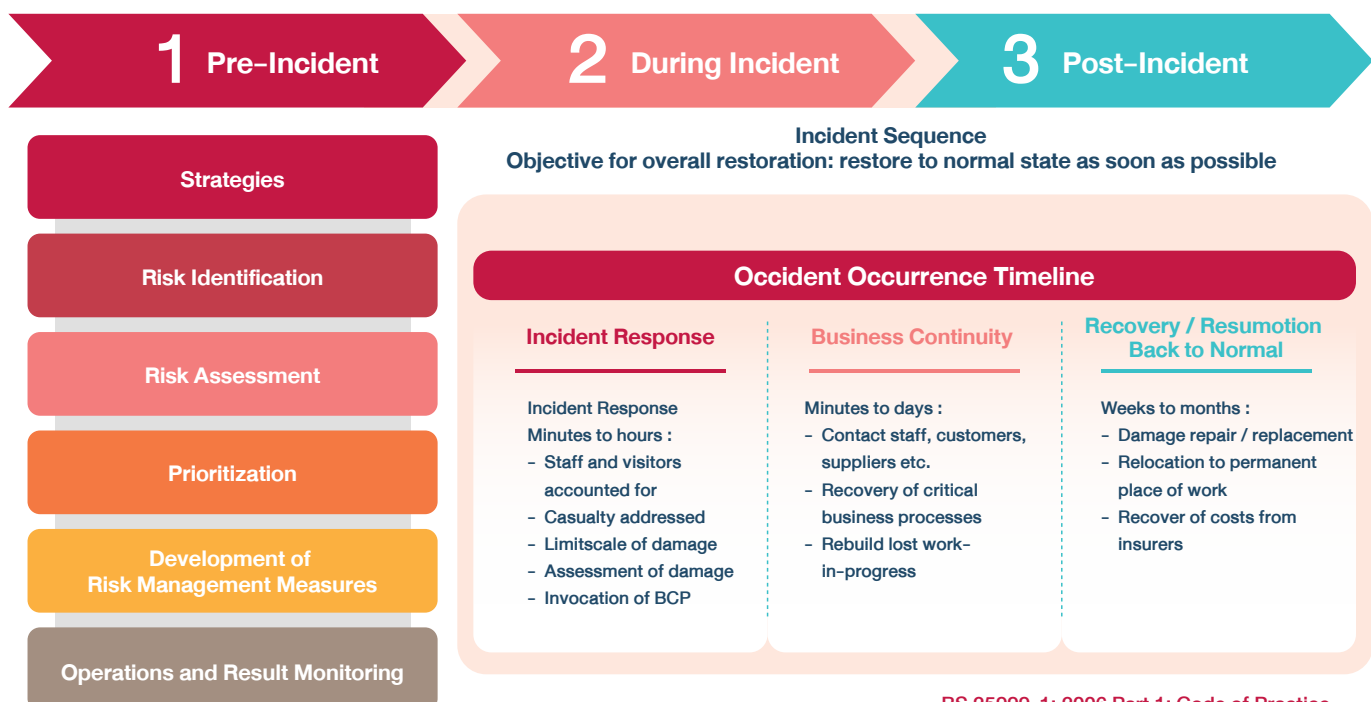 1 Pre-Incident
2 During Incident
3 Post-Incident
Strategies
Risk Identification
Risk Assessment
Prioritization
Development of
Risk Management Measures
Operations and Result Monitoring
Incident Sequence
Objective for overall restoration: restore to normal state as soon as possible
Occident Occurrence Timeline
Incident Response
Incident Response
Minutes to hours :
- Staff and visitors
accounted for
- Casualty addressed
- Limitscale of damage
- Assessment of damage
- Invocation of BCP
Business Continuity
Minutes to days :
- Contact staff, customers,
suppliers etc.
- Recovery of critical
business processes
- Rebuild lost work-
in-progress
Recovery / Resumotion
Back to Normal
Weeks to months :
- Damage repair / replacement
- Relocation to permanent
place of work
- Recover of costs from
insurers
Part 1: Code of Practice